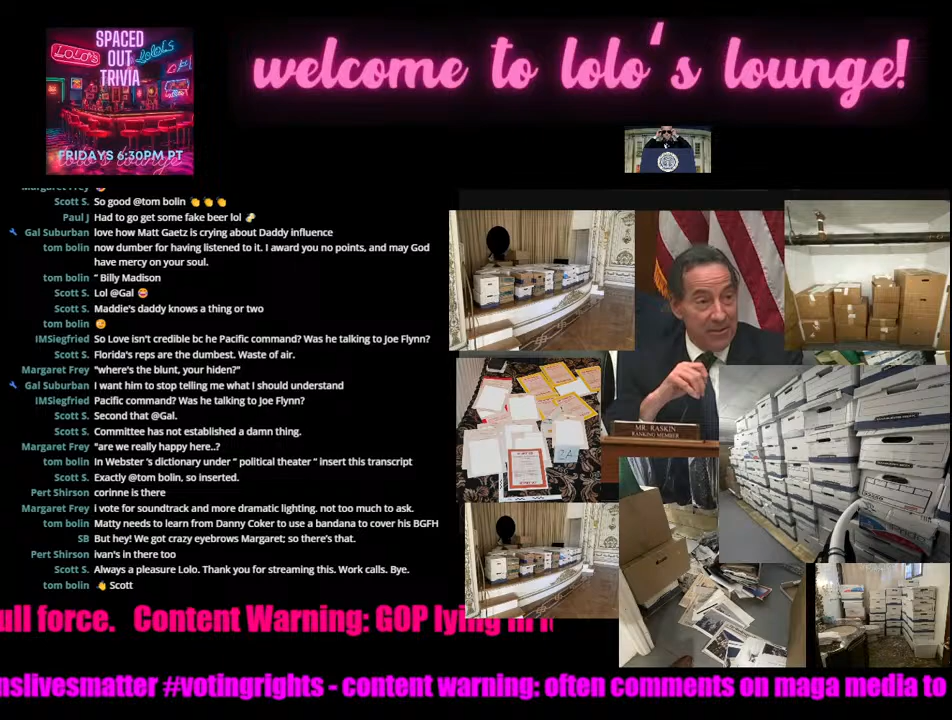 SPACED
OUT
TRIVIA
LOLO'S
FRIDAYS 6:30PM PT
lolo's lounge
welcome to lolo's lounge!
Margaret Frey
Scott S. So good @tom bolin 👏👏👏
Paul J Had to go get some fake beer lol
Gal Suburban love how Matt Gaetz is crying about Daddy influence
tom bolin now dumber for having listened to it. I award you no points, and may God
have mercy on your soul.
tom bolin " Billy Madison
Scott S. Lol @Gal
Scott S. Maddie's daddy knows a thing or two
tom bolin
IMSiegfried So Love isn't credible bc he Pacific command? Was he talking to Joe Flynn?
Scott S. Florida's reps are the dumbest. Waste of air.
Margaret Frey "where's the blunt, your hiden?"
Gal Suburban I want him to stop telling me what I should understand
IMSiegfried Pacific command? Was he talking to Joe Flynn?
Scott S. Second that @Gal.
Scott S. Committee has not established a damn thing.
Margaret Frey "are we really happy here..?
tom bolin In Webster 's dictionary under " political theater " insert this transcript
Scott S. Exactly @tom bolin, so inserted.
Pert Shirson corinne is there
Margaret Frey i vote for soundtrack and more dramatic lighting. not too much to ask.
tom bolin Matty needs to learn from Danny Coker to use a bandana to cover his BGFH
SB But hey! We got crazy eyebrows Margaret; so there's that.
Pert Shirson ivan's in there too
Scott S. Always a pleasure Lolo. Thank you for streaming this. Work calls. Bye.
tom bolin 👋 Scott
MR. RASKIN
RANKING MEMBER
2A
ull force. Content Warning: GOP lying in
nslivesmatter #votingrights - content warning: often comments on maga media to